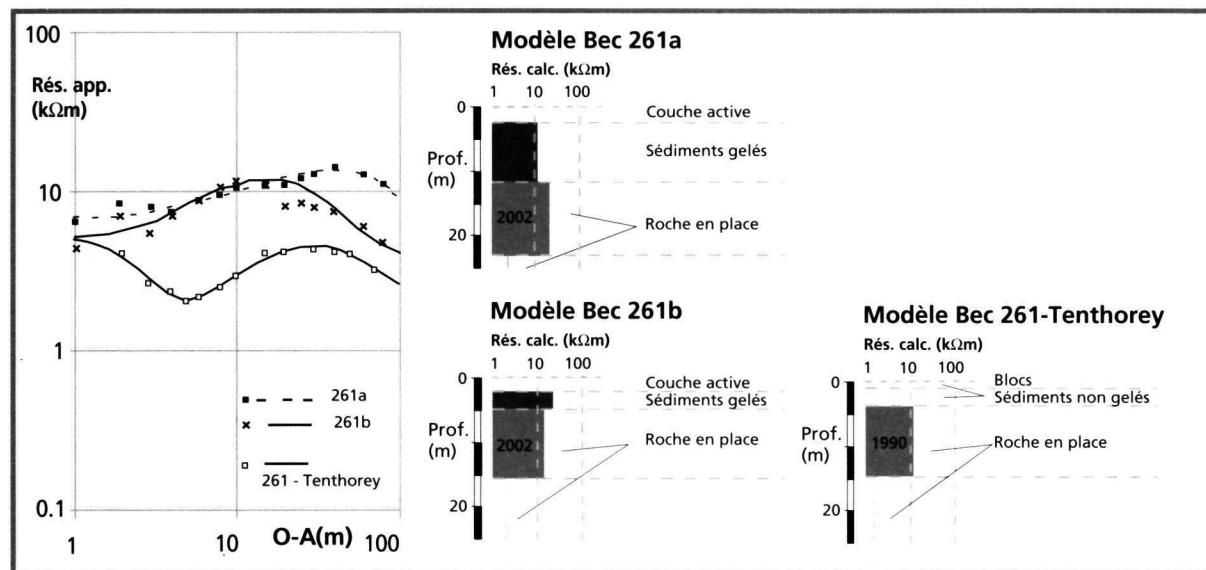 100
Rés. app.
(kΩm)
10
1
0.1
1
10
100
O-A(m)
261a
261b
261 - Tenthorey
Modèle Bec 261a
Rés. calc. (kΩm)
1 10 100
0
Prof.
(m)
20
2002
Couche active
Sédiments gelés
Roche en place
Modèle Bec 261b
Rés. calc. (kΩm)
1 10 100
0
Prof.
(m)
20
2002
Couche active
Sédiments gelés
Roche en place
Modèle Bec 261-Tenthorey
Rés. calc. (kΩm)
1 10 100
0
Prof.
(m)
20
1990
Blocs
Sédiments non gelés
Roche en place